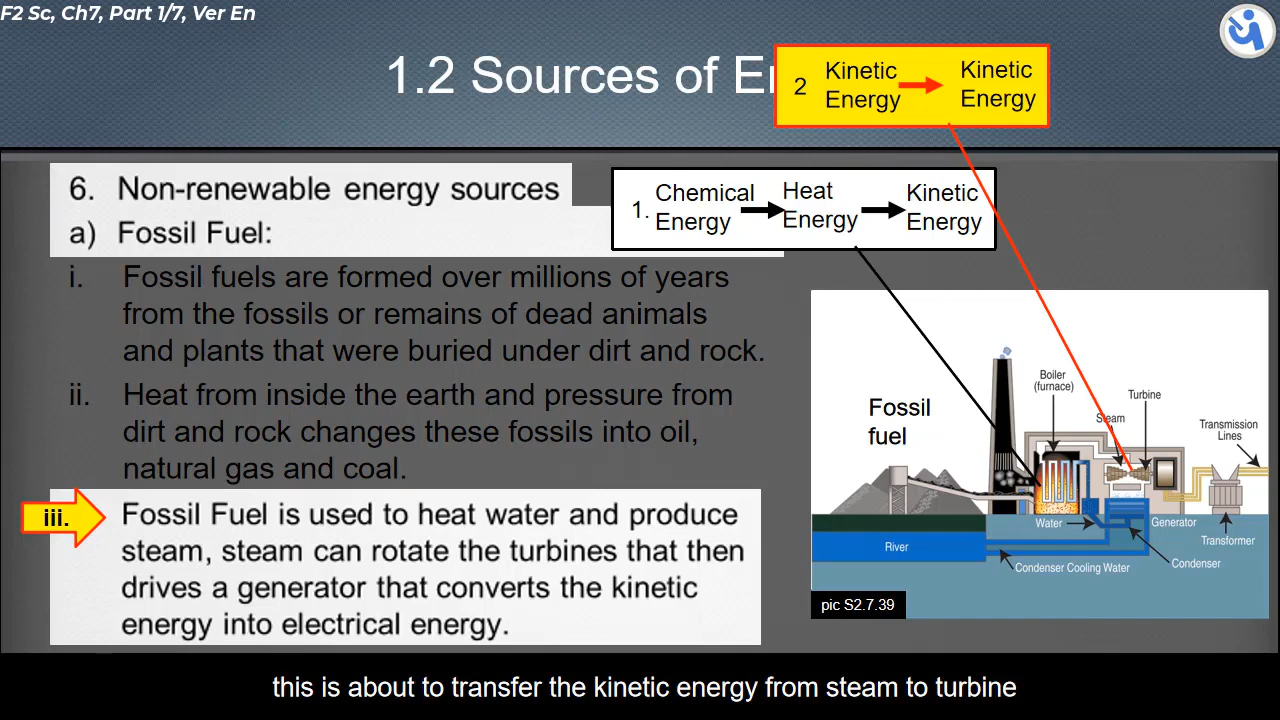 F2 Sc, Ch7, Part 1/7, Ver En
1.2 Sources of
2 Kinetic Energy Kinetic Energy
6. Non-renewable energy sources
a) Fossil Fuel:
1. Chemical Energy Heat Energy Kinetic Energy
i. Fossil fuels are formed over millions of years
from the fossils or remains of dead animals
and plants that were buried under dirt and rock.
ii. Heat from inside the earth and pressure from
dirt and rock changes these fossils into oil,
natural gas and coal.
iii. Fossil Fuel is used to heat water and produce
steam, steam can rotate the turbines that then
drives a generator that converts the kinetic
energy into electrical energy.
Fossil
fuel
Boiler
(furnace)
Turbine
Steam
Transmission
Lines
Water
Generator
Transformer
River
Condenser
Condenser Cooling Water
pic S2.7.39
this is about to transfer the kinetic energy from steam to turbine